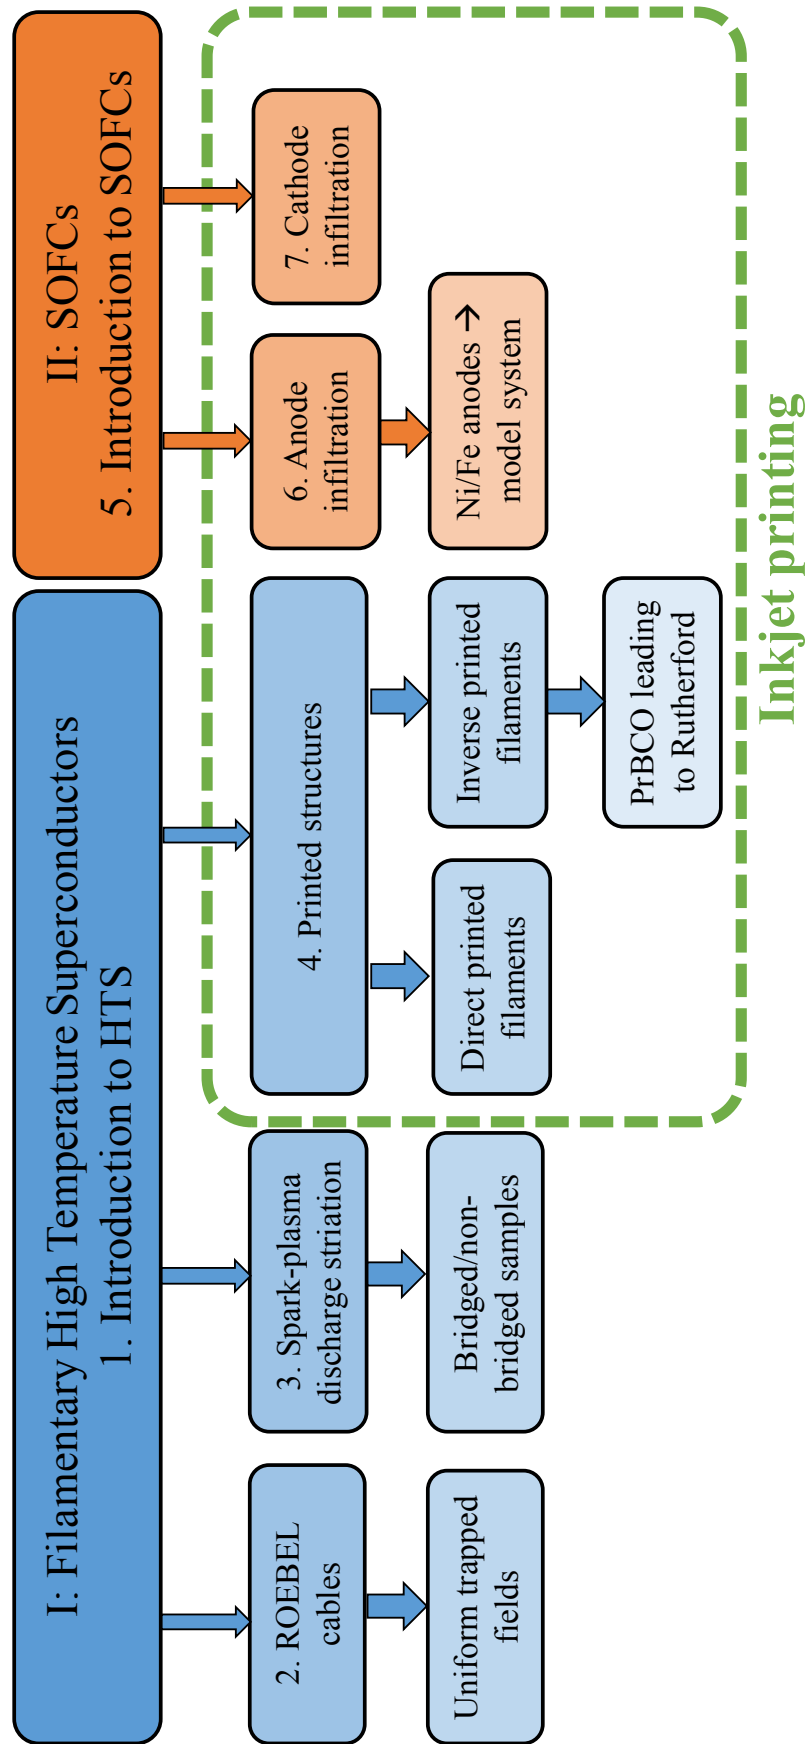 I: Filamentary High Temperature Superconductors
1. Introduction to HTS
II: SOFCs
5. Introduction to SOFCs
2. ROEBEL
cables
3. Spark-plasma
discharge striation
4. Printed structures
6. Anode
infiltration
7. Cathode
infiltration
Uniform trapped
fields
Bridged/non-
bridged samples
Direct printed
filaments
Inverse printed
filaments
Ni/Fe anodes →
model system
PrBCO leading
to Rutherford
Inkjet printing